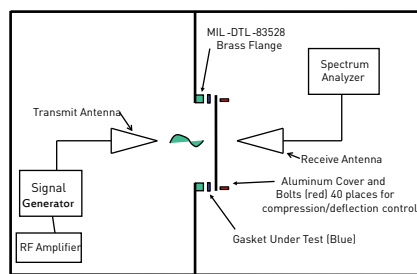 MIL-DTL-83528
Brass Flange
Spectrum
Analyzer
Transmit Antenna
Receive Antenna
Signal
Generator
Aluminum Cover and
Bolts (red) 40 places for
compression/deflection control
RF Amplifier
Gasket Under Test (Blue)